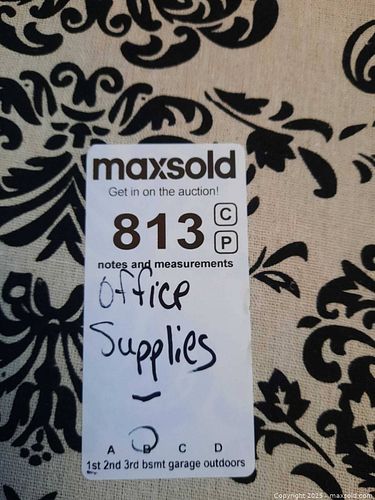 maxsold
Get in on the auction!
813 C
P
notes and measurements
office
Supplies
A B C D
1st 2nd 3rd bsmt garage outdoors
Copyright 2025 - maxsold.com